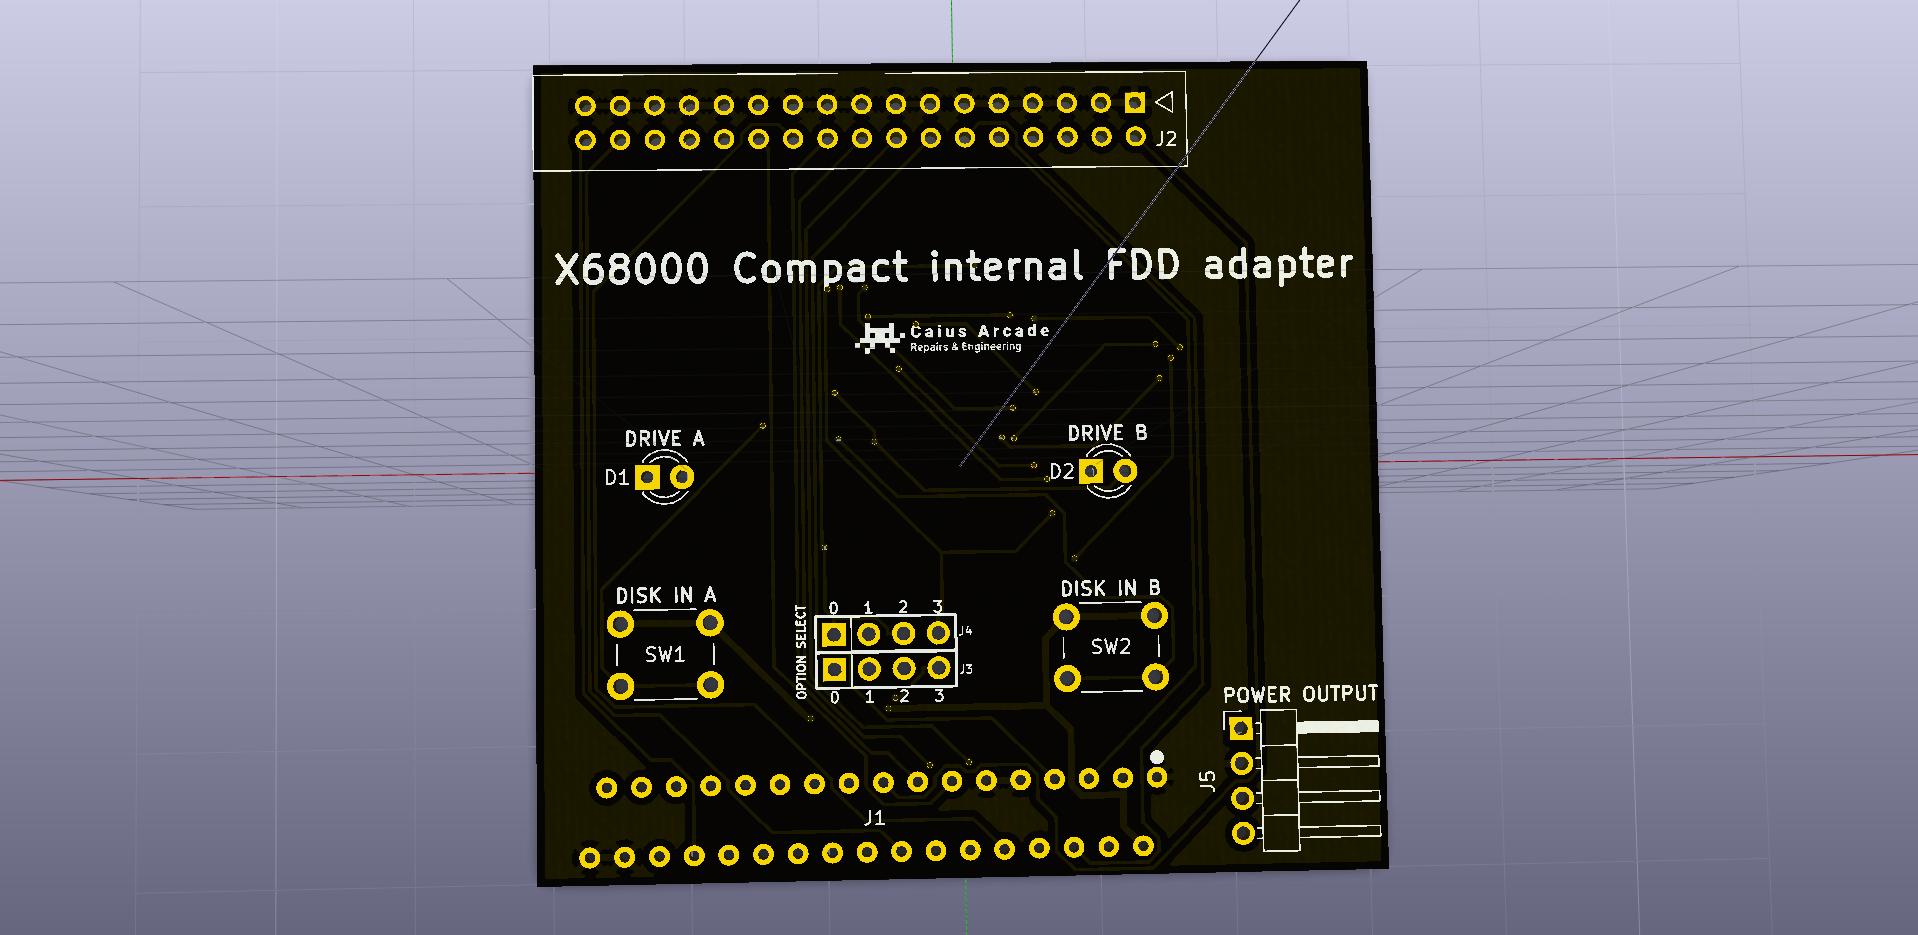 J2
X68000 Compact internal FDD adapter
Caius Arcade
Repairs & Engineering
DRIVE A
DRIVE B
D1
D2
DISK IN A
DISK IN B
SW1
SW2
OPTION SELECT
0 1 2 3
J4
J3
0 1 2 3
POWER OUTPUT
J5
J1